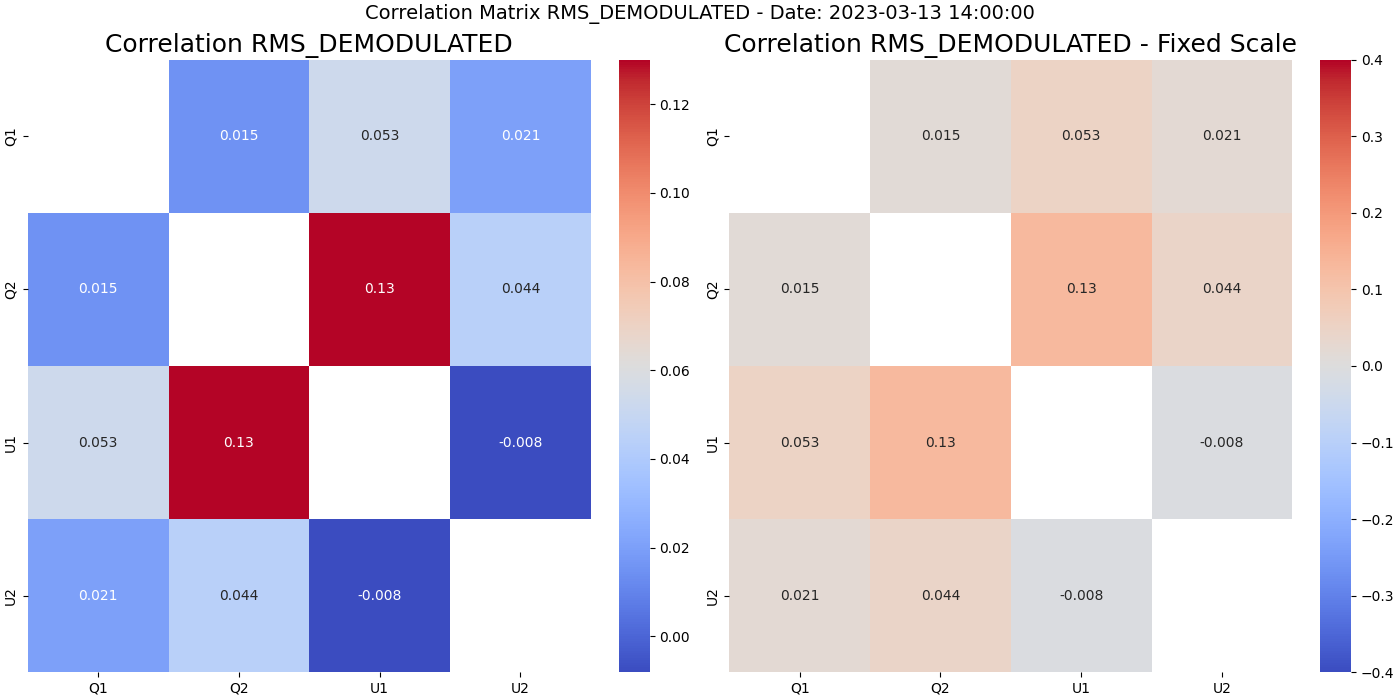 Correlation Matrix RMS_DEMODULATED - Date: 2023-03-13 14:00:00
Correlation RMS_DEMODULATED
Q1
0.015
0.053
0.021
Q2
0.015
0.13
0.044
U1
0.053
0.13
-0.008
U2
0.021
0.044
-0.008
Q1
Q2
U1
U2
0.12
0.10
0.08
0.06
0.04
0.02
0.00
Correlation RMS_DEMODULATED - Fixed Scale
Q1
0.015
0.053
0.021
Q2
0.015
0.13
0.044
U1
0.053
0.13
-0.008
U2
0.021
0.044
-0.008
Q1
Q2
U1
U2
0.4
0.3
0.2
0.1
0.0
−0.1
−0.2
−0.3
−0.4